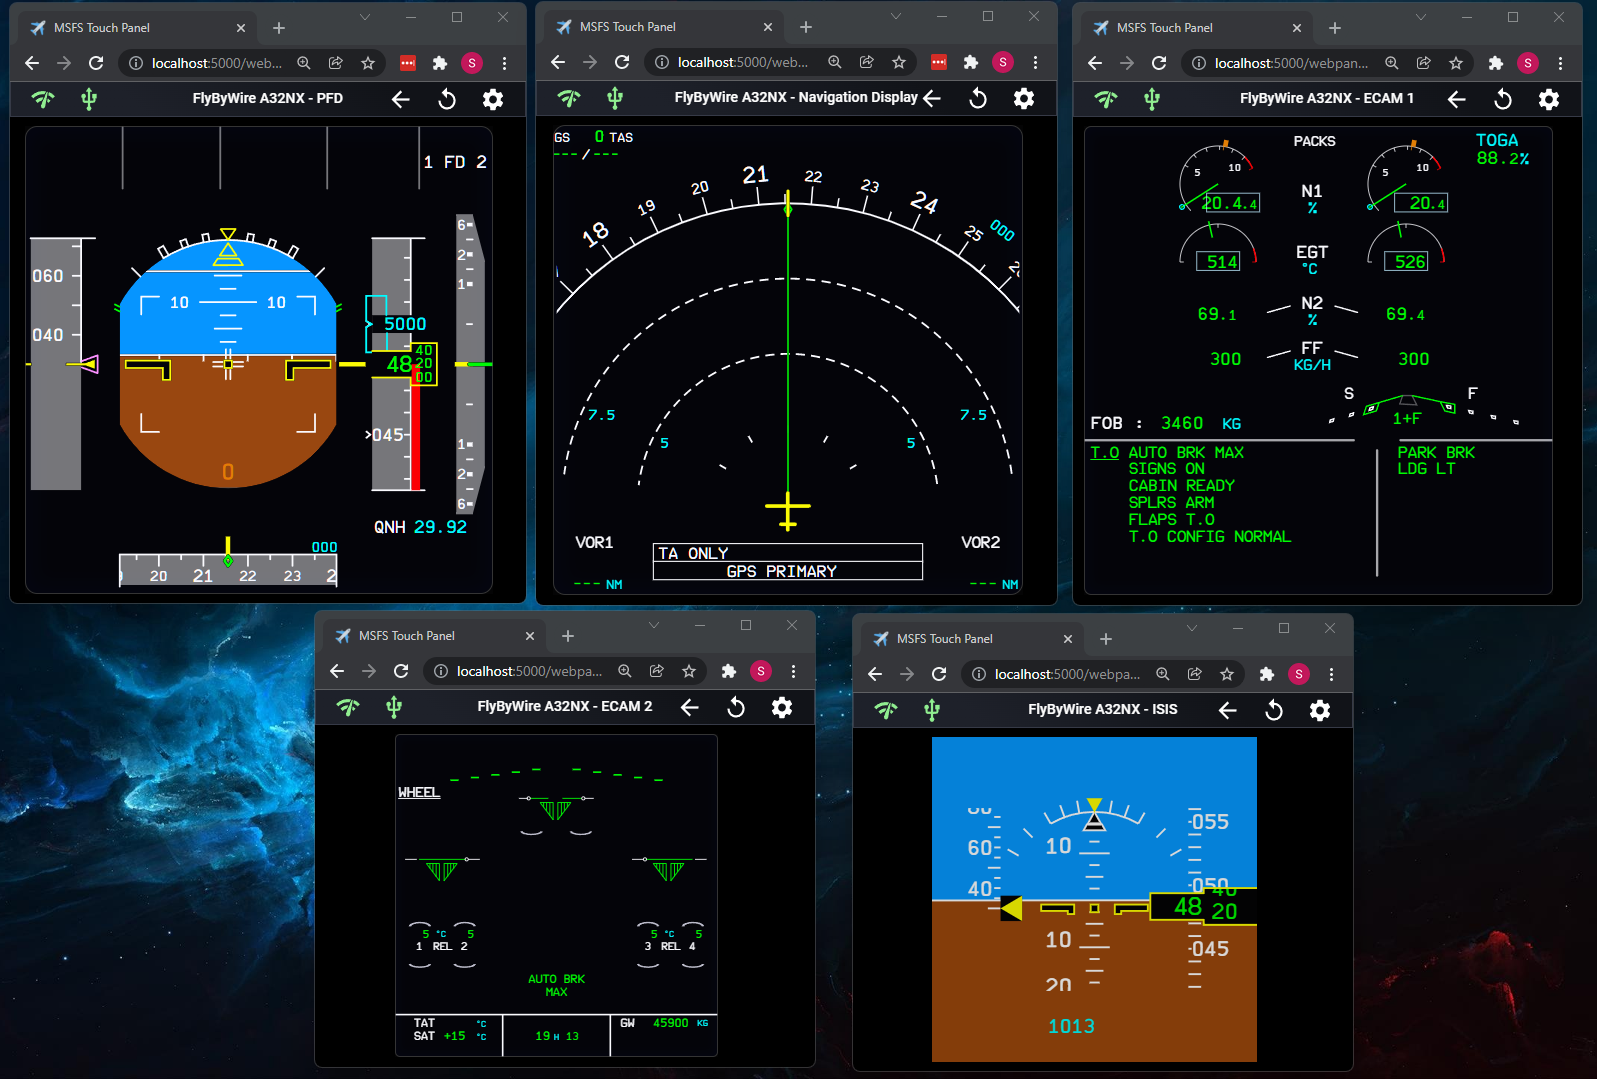 MSFS Touch Panel
localhost:5000/web...
S
FlyByWire A32NX - PFD
1 FD 2
060
040
10 10
5000
48
40
20
00
045
0
6
2
1
1
2
6
QNH 29.92
000
20 21 22 23 2
MSFS Touch Panel
localhost:5000/web...
S
FlyByWire A32NX - Navigation Display
GS 0 TAS
---/---
18 19 20 21 22 23 24 25
000
7.5 7.5
5 5
VOR1 VOR2
TA ONLY
GPS PRIMARY
--- NM --- NM
MSFS Touch Panel
localhost:5000/webpan...
S
FlyByWire A32NX - ECAM 1
PACKS
TOGA
88.2%
5 10 5 10
N1
%
20.4.4 20.4
EGT
°C
514 526
N2
%
69.1 69.4
FF
KG/H
300 300
S F
1+F
FOB : 3460 KG
T.O AUTO BRK MAX
SIGNS ON
CABIN READY
SPLRS ARM
FLAPS T.O
T.O CONFIG NORMAL
PARK BRK
LDG LT
MSFS Touch Panel
localhost:5000/webpa...
S
FlyByWire A32NX - ECAM 2
WHEEL
5 °C 5
1 REL 2
5 °C 5
3 REL 4
AUTO BRK
MAX
TAT °C
SAT +15 °C
19 H 13
GW 45900 KG
MSFS Touch Panel
localhost:5000/webpa...
S
FlyByWire A32NX - ISIS
80
60
40
10
10
20
055
050
045
48
40
20
1013